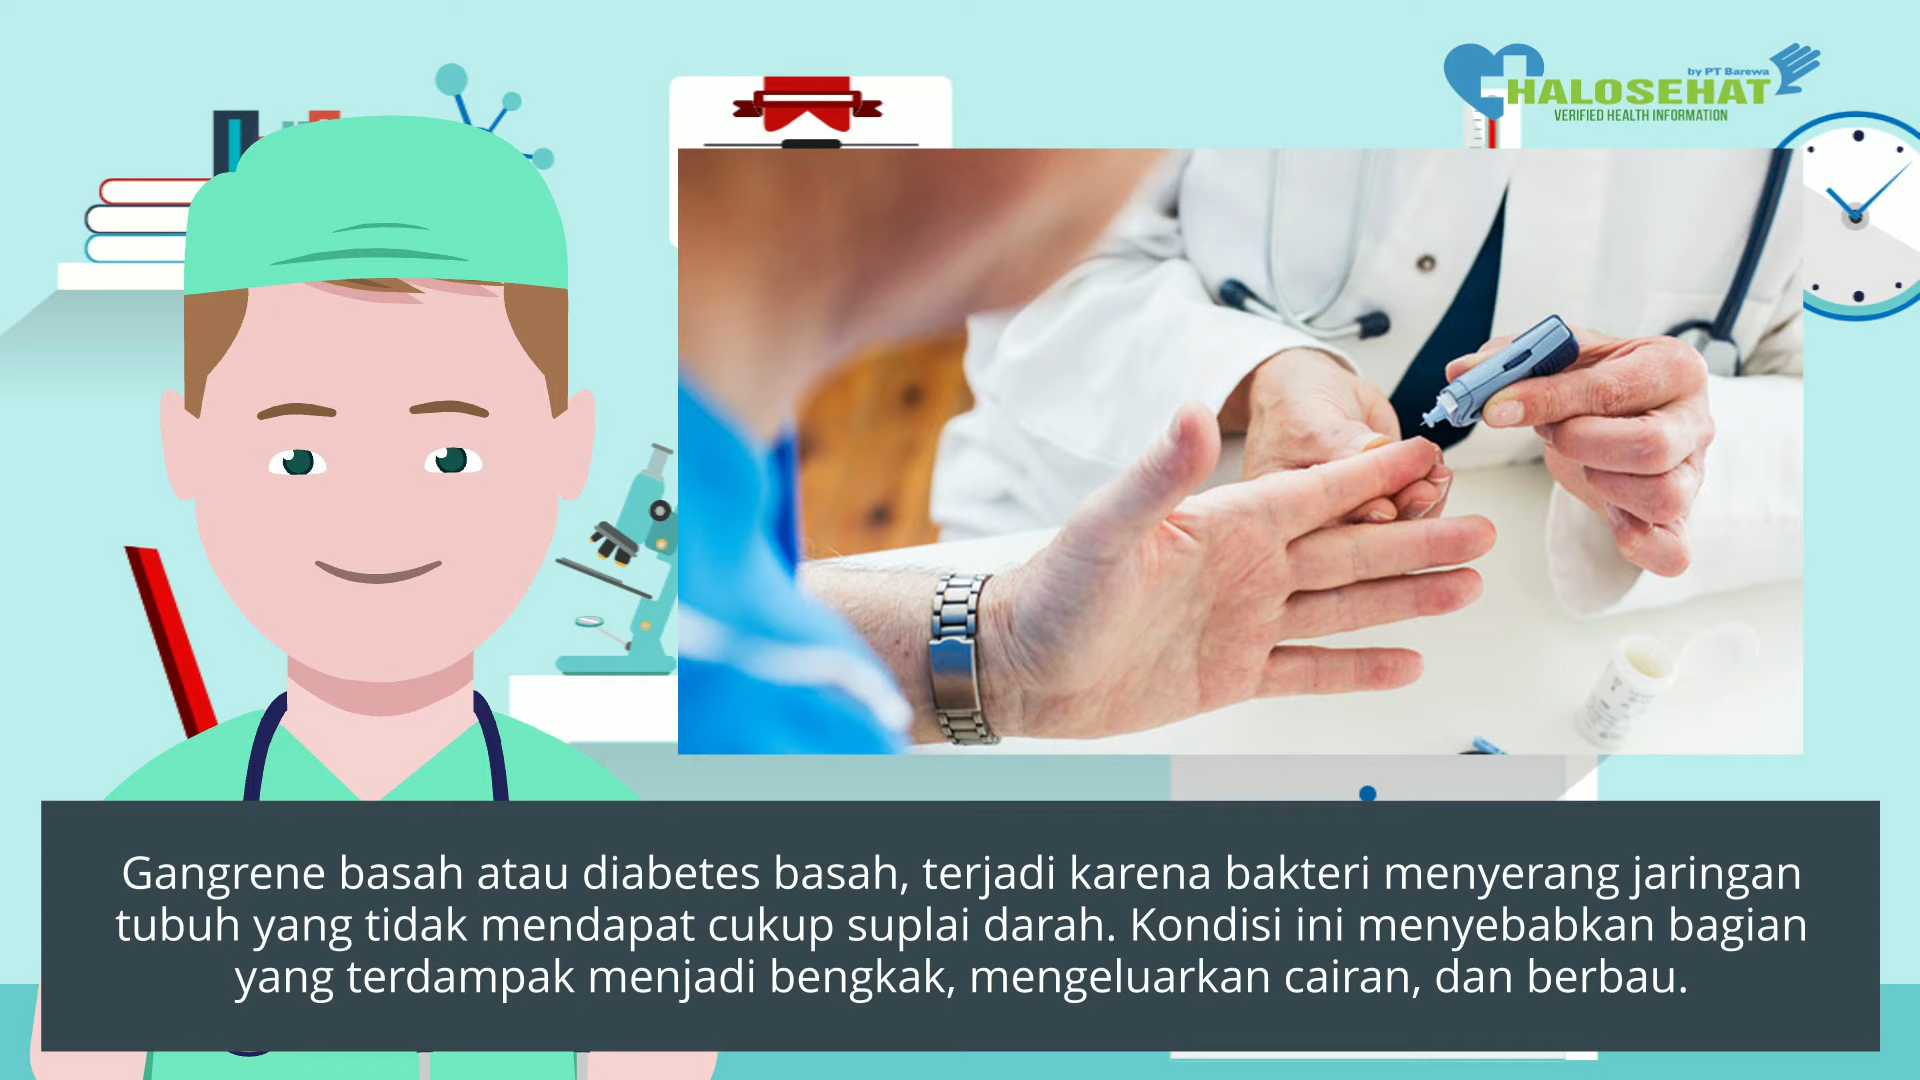 by PT Barewa
HALOSEHAT
VERIFIED HEALTH INFORMATION
Gangrene basah atau diabetes basah, terjadi karena bakteri menyerang jaringan
tubuh yang tidak mendapat cukup suplai darah. Kondisi ini menyebabkan bagian
yang terdampak menjadi bengkak, mengeluarkan cairan, dan berbau.